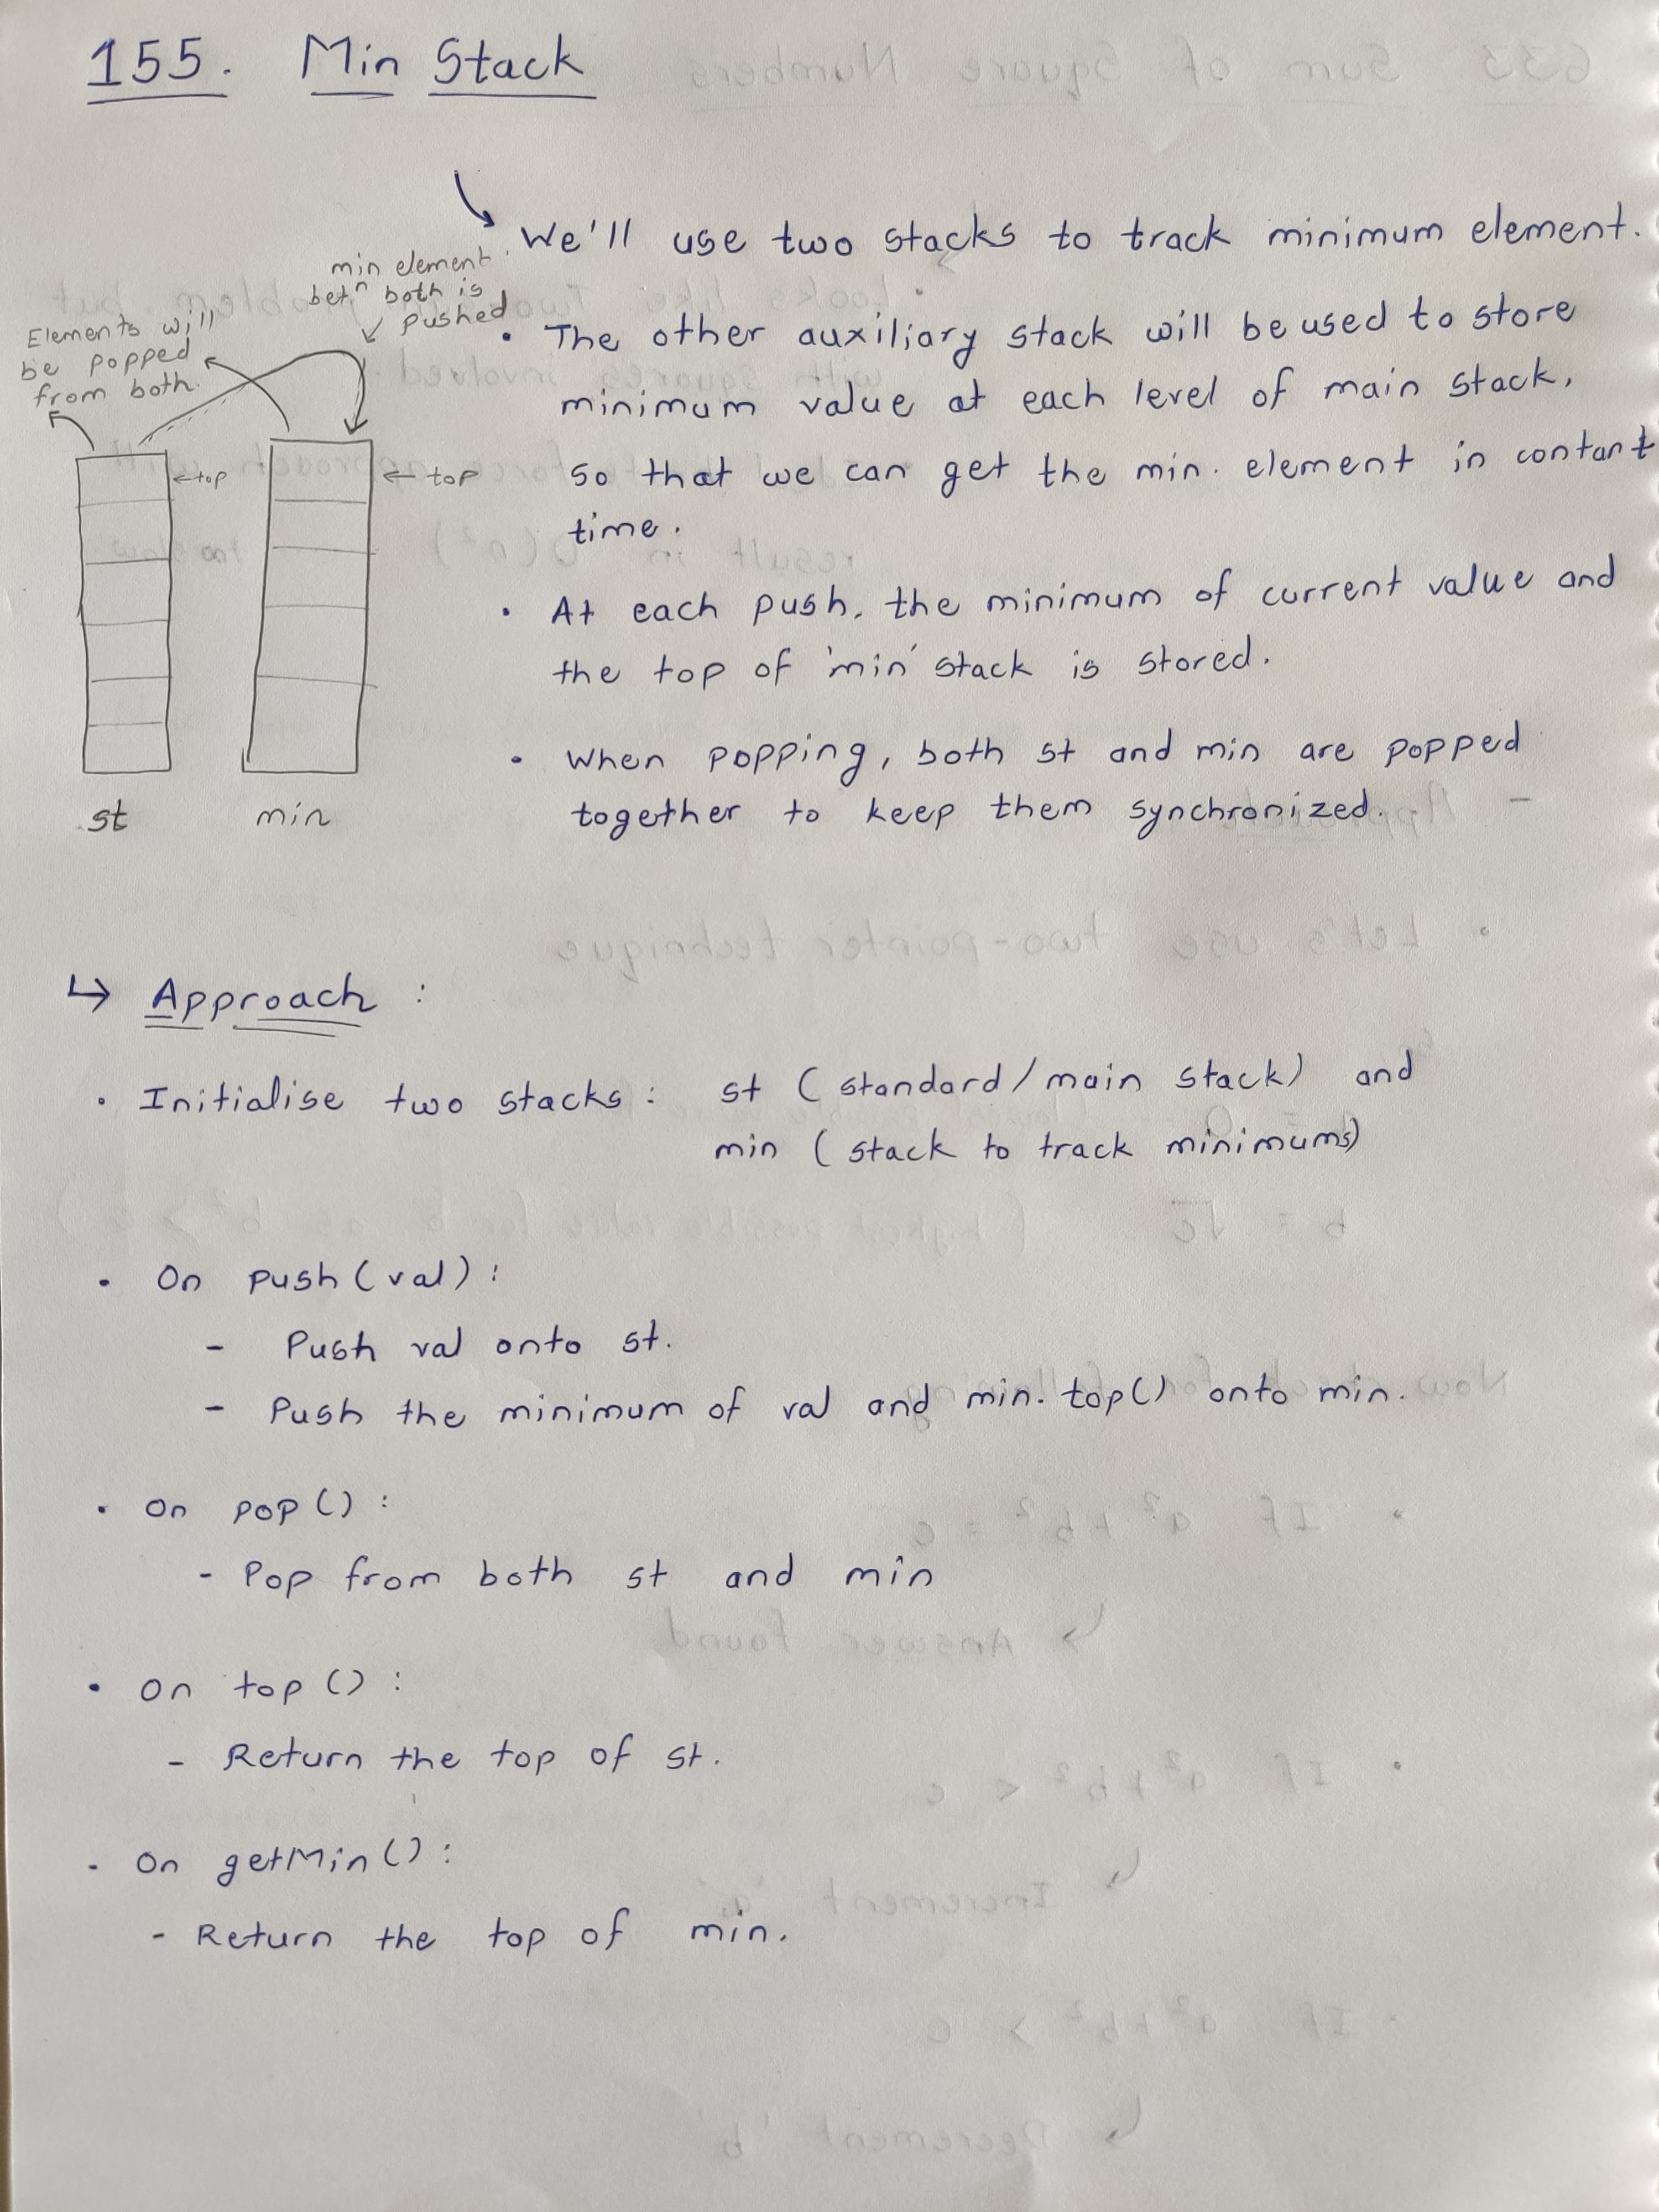 155. Min Stack
We'll use two stacks to track minimum element.
min element
betn both is
pushed
Elements will
be popped
from both.
←top
← top
st
min
• The other auxiliary stack will be used to store
minimum value at each level of main stack,
so that we can get the min. element in contant
time.
• At each push, the minimum of current value and
the top of 'min' stack is stored.
• When popping, both st and min are popped
together to keep them synchronized.
↳ Approach :
• Initialise two stacks : st ( standard/main stack) and
min ( stack to track minimums)
• On push(val) :
- Push val onto st.
- Push the minimum of val and min.top() onto min.
• On pop() :
- Pop from both st and min
• On top() :
- Return the top of st.
• On getMin() :
- Return the top of min.